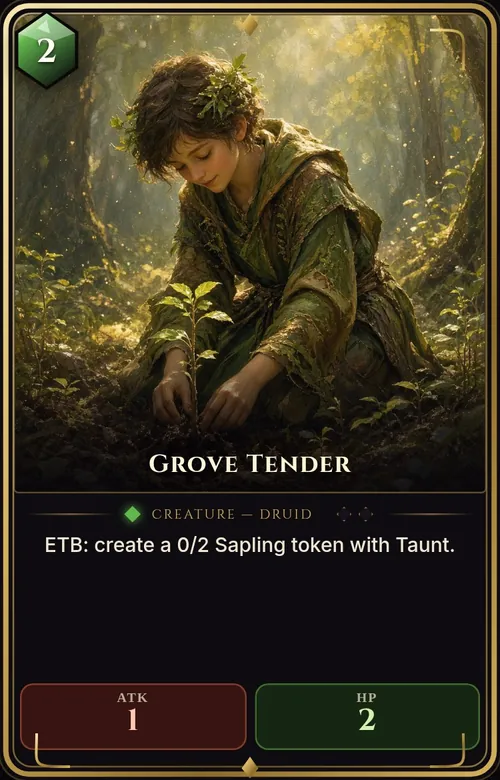 2
Grove Tender
CREATURE — DRUID
ETB: create a 0/2 Sapling token with Taunt.
ATK
1
HP
2